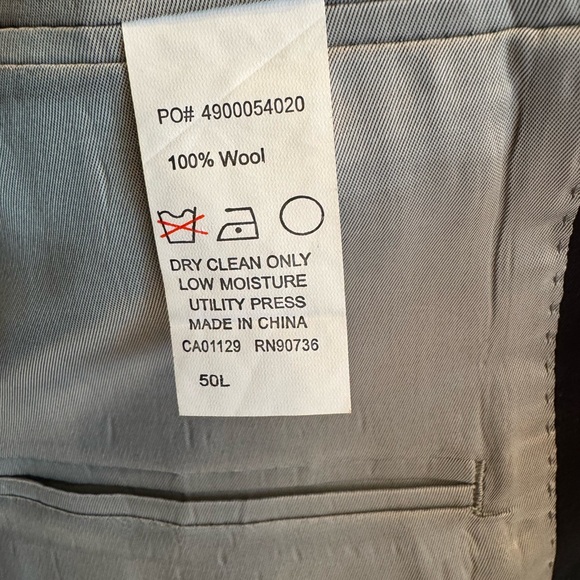 PO# 4900054020
100% Wool
DRY CLEAN ONLY
LOW MOISTURE
UTILITY PRESS
MADE IN CHINA
CA01129 RN90736
50L